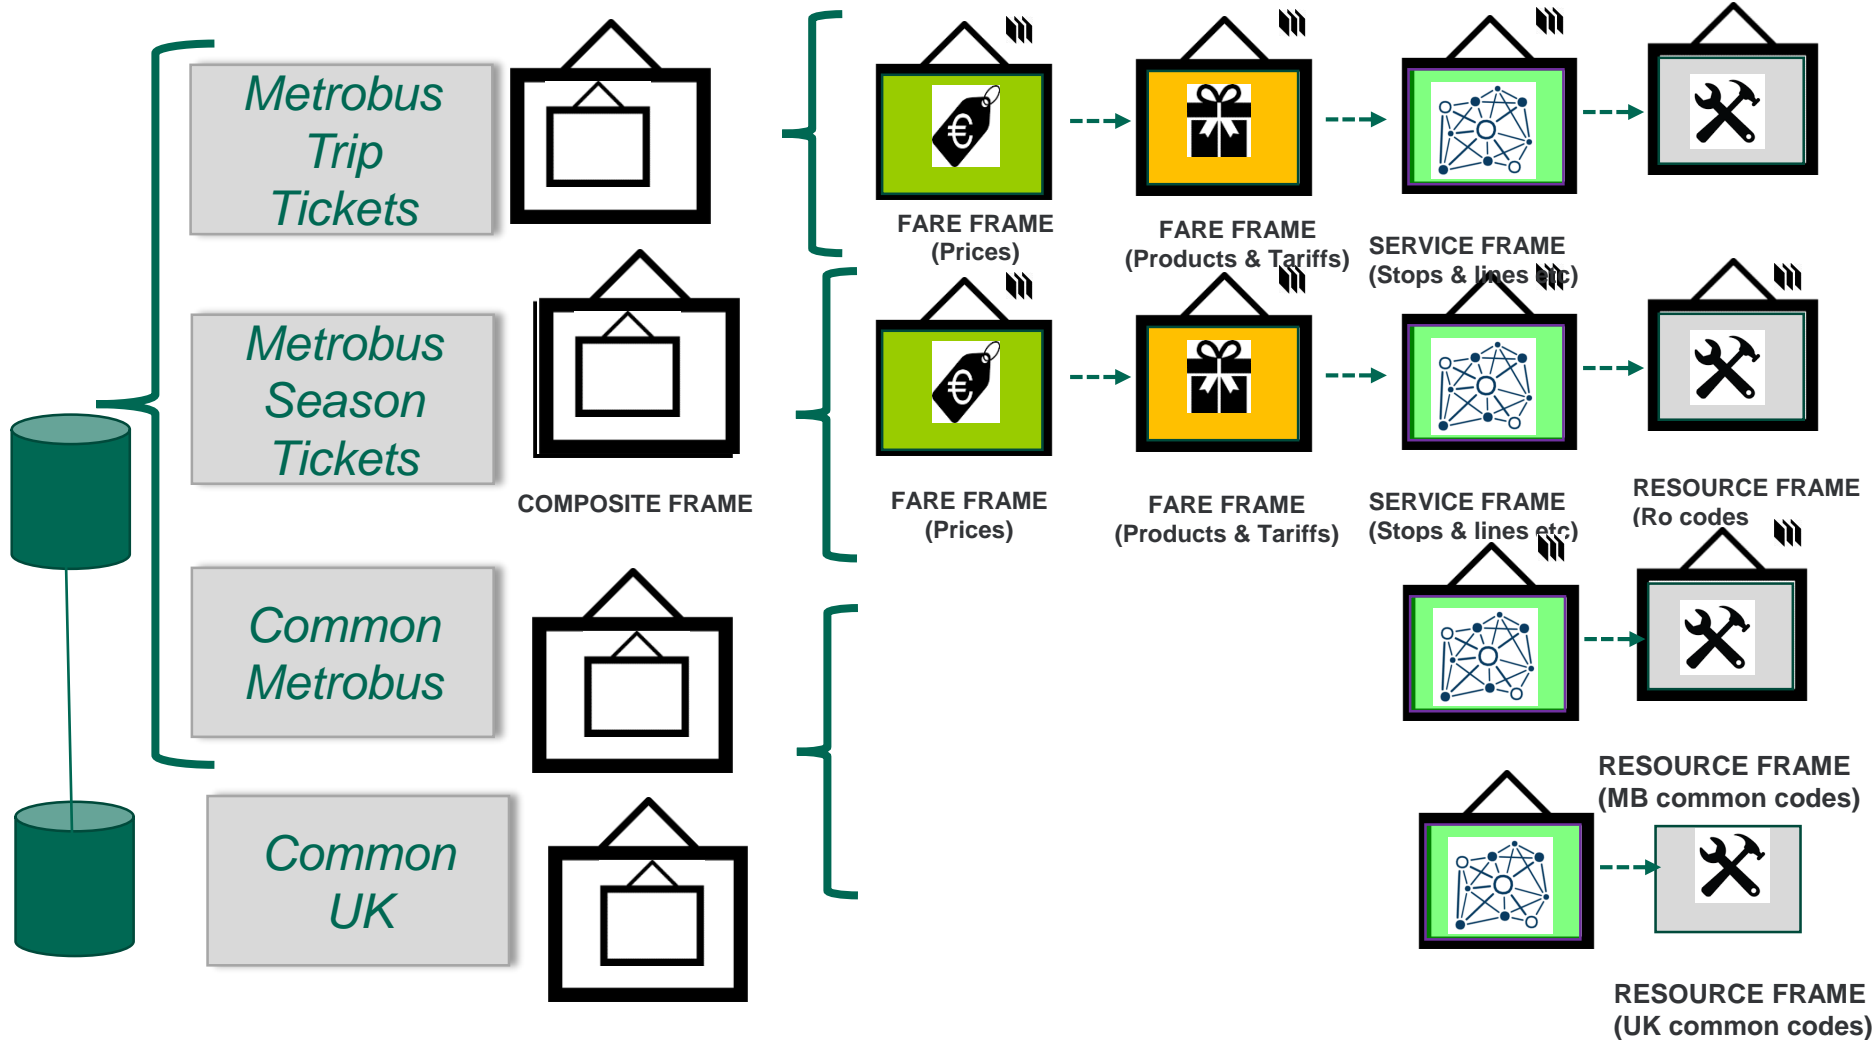 Metrobus
Trip
Tickets
FARE FRAME
(Prices)
FARE FRAME
(Products & Tariffs)
SERVICE FRAME
(Stops & lines etc)
Metrobus
Season
Tickets
COMPOSITE FRAME
FARE FRAME
(Prices)
FARE FRAME
(Products & Tariffs)
SERVICE FRAME
(Stops & lines etc)
RESOURCE FRAME
(Ro codes
Common
Metrobus
RESOURCE FRAME
(MB common codes)
Common
UK
RESOURCE FRAME
(UK common codes)